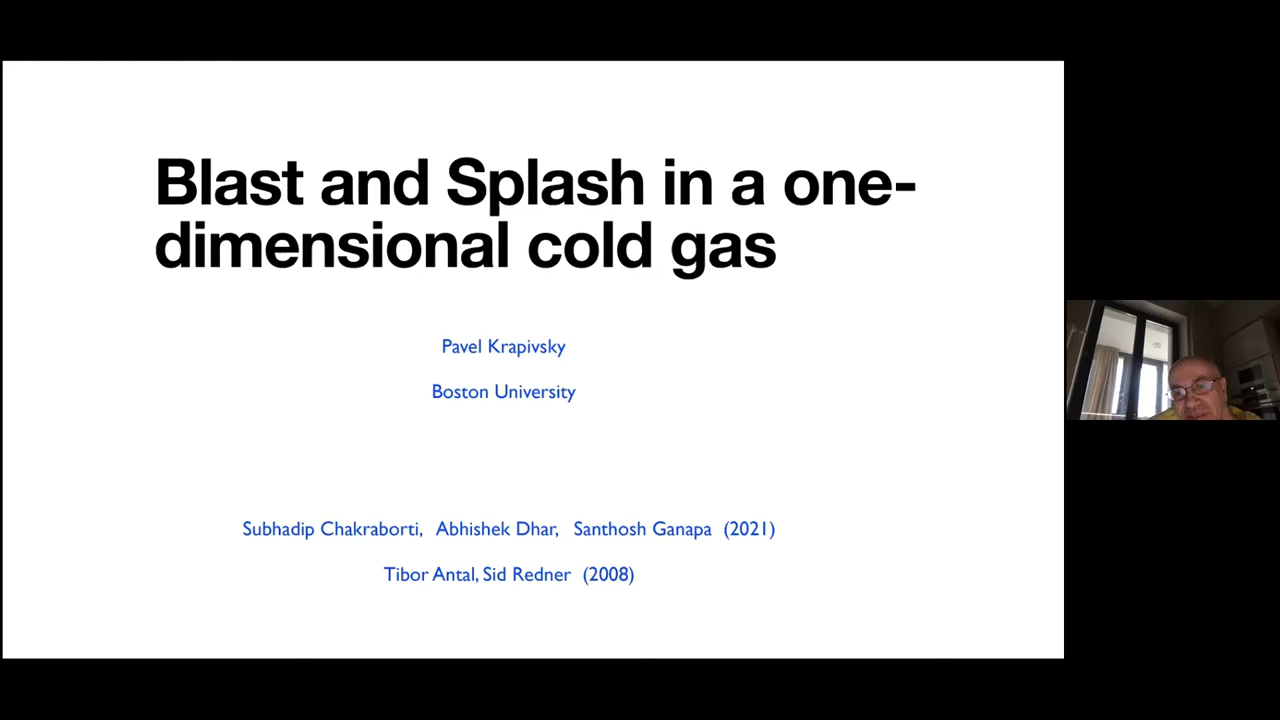 Blast and Splash in a one-
dimensional cold gas
Pavel Krapivsky
Boston University
Subhadip Chakraborti, Abhishek Dhar, Santhosh Ganapa (2021)
Tibor Antal, Sid Redner (2008)